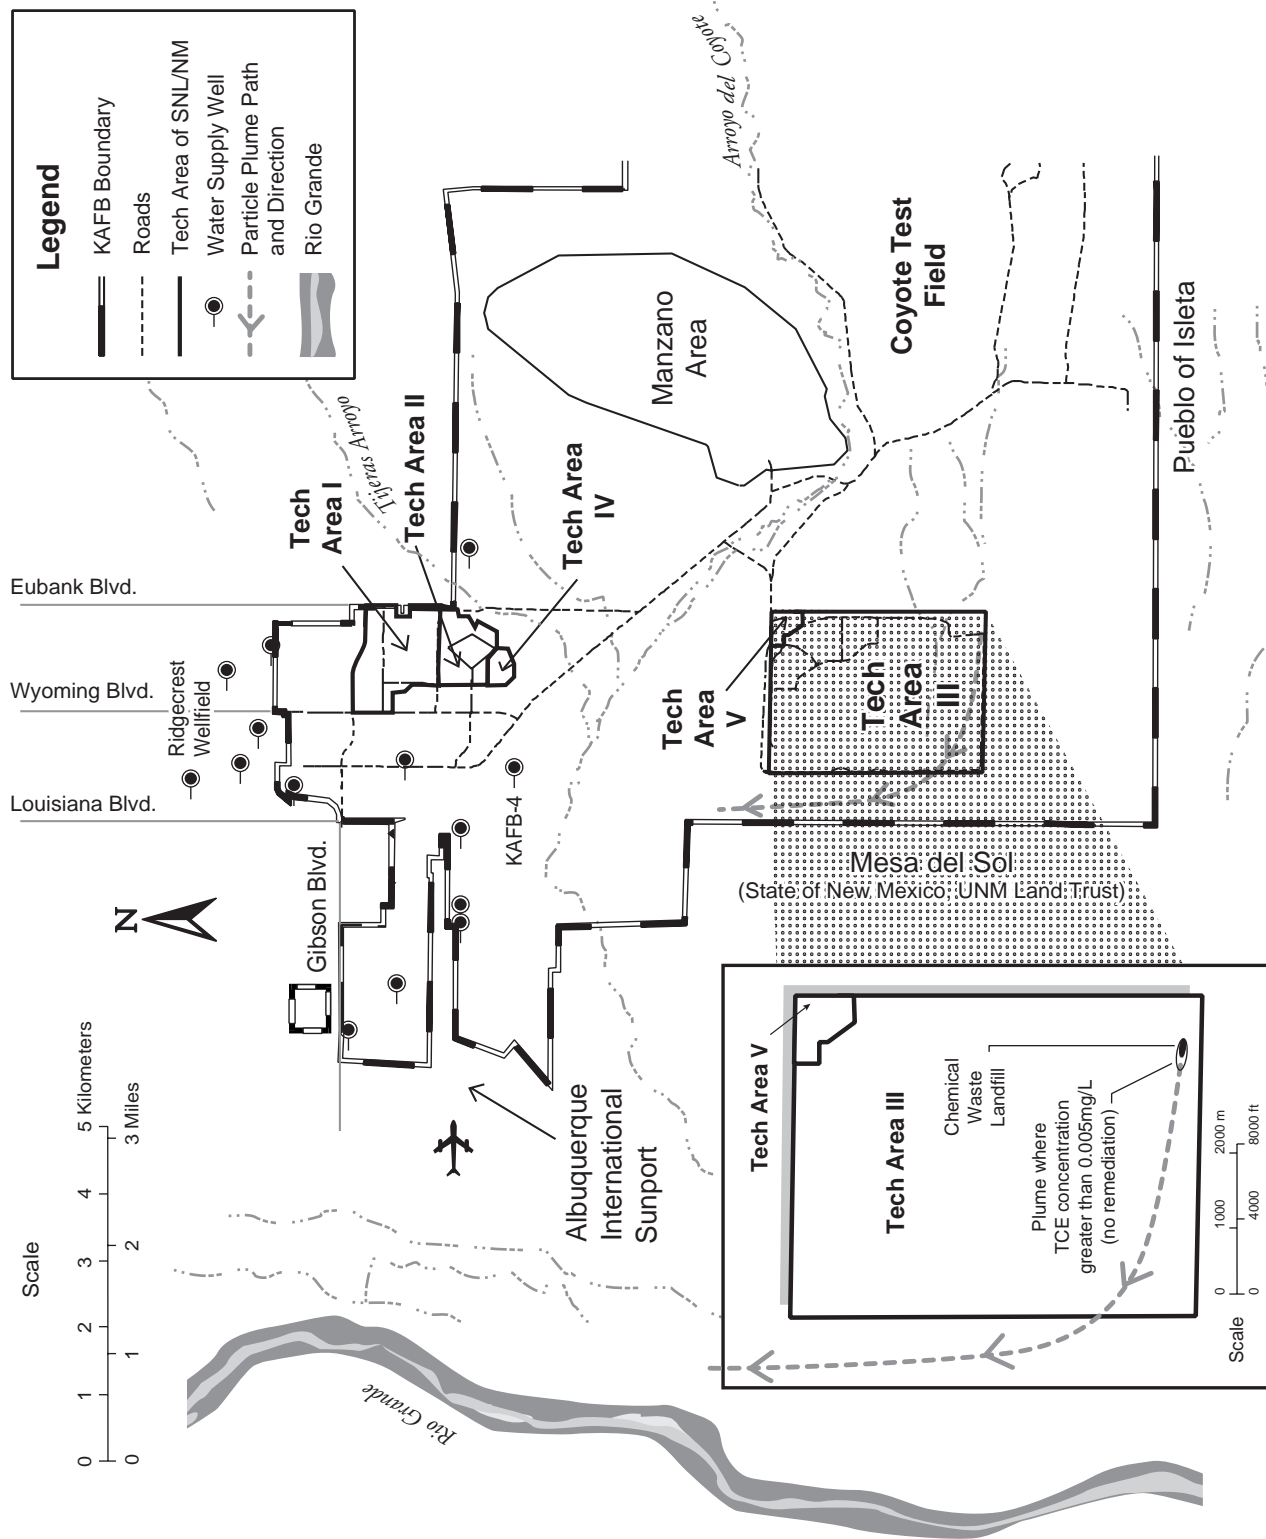 Legend
KAFB Boundary
Roads
Tech Area of SNL/NM
Water Supply Well
Particle Plume Path
and Direction
Rio Grande
Eubank Blvd.
Wyoming Blvd.
Louisiana Blvd.
Gibson Blvd.
Ridgecrest
Wellfield
N
Tijeras Arroyo
Arroyo del Coyote
Tech
Area I
Tech Area II
Tech Area
IV
Manzano
Area
Coyote Test
Field
KAFB-4
Tech
Area
V
Tech
Area
III
Mesa del Sol
(State of New Mexico, UNM Land Trust)
Pueblo of Isleta
Albuquerque
International
Sunport
Rio Grande
Scale
0 1 2 3 4 5 Kilometers
0 1 2 3 Miles
Tech Area V
Tech Area III
Chemical
Waste
Landfill
Plume where
TCE concentration
greater than 0.005mg/L
(no remediation)
Scale
0 1000 2000 m
0 4000 8000 ft